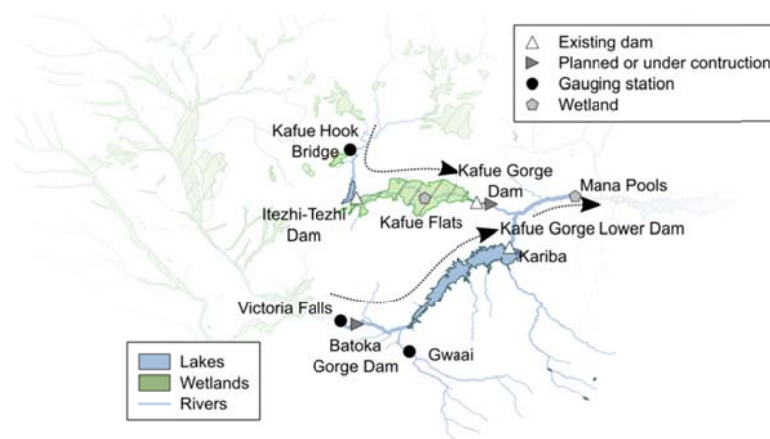 Existing dam
Planned or under contruction
Gauging station
Wetland
Kafue Hook
Bridge
Kafue Gorge
Dam
Mana Pools
Itezhi-Tezhi
Dam
Kafue Flats
Kafue Gorge Lower Dam
Kariba
Victoria Falls
Batoka
Gorge Dam
Gwaai
Lakes
Wetlands
Rivers